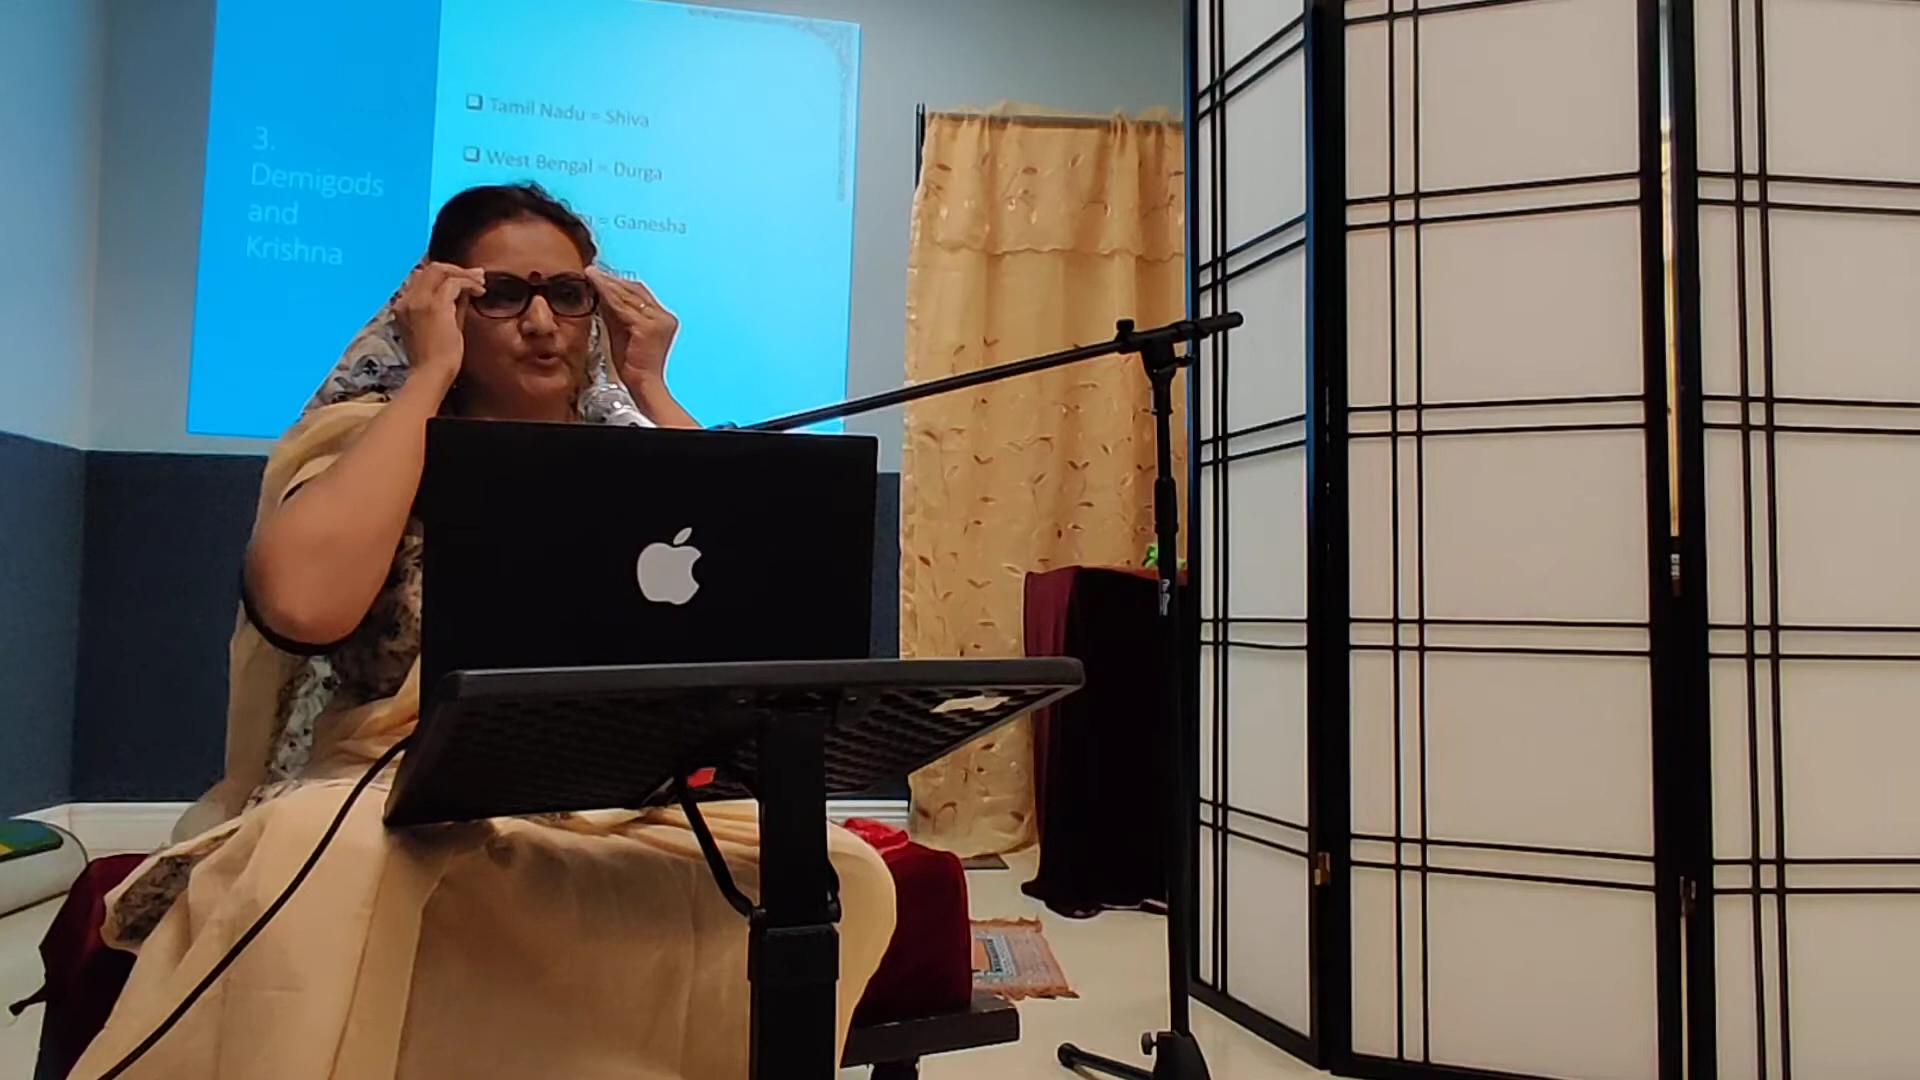 3.
Demigods
and
Krishna
Tamil Nadu = Shiva
West Bengal = Durga
= Ganesha